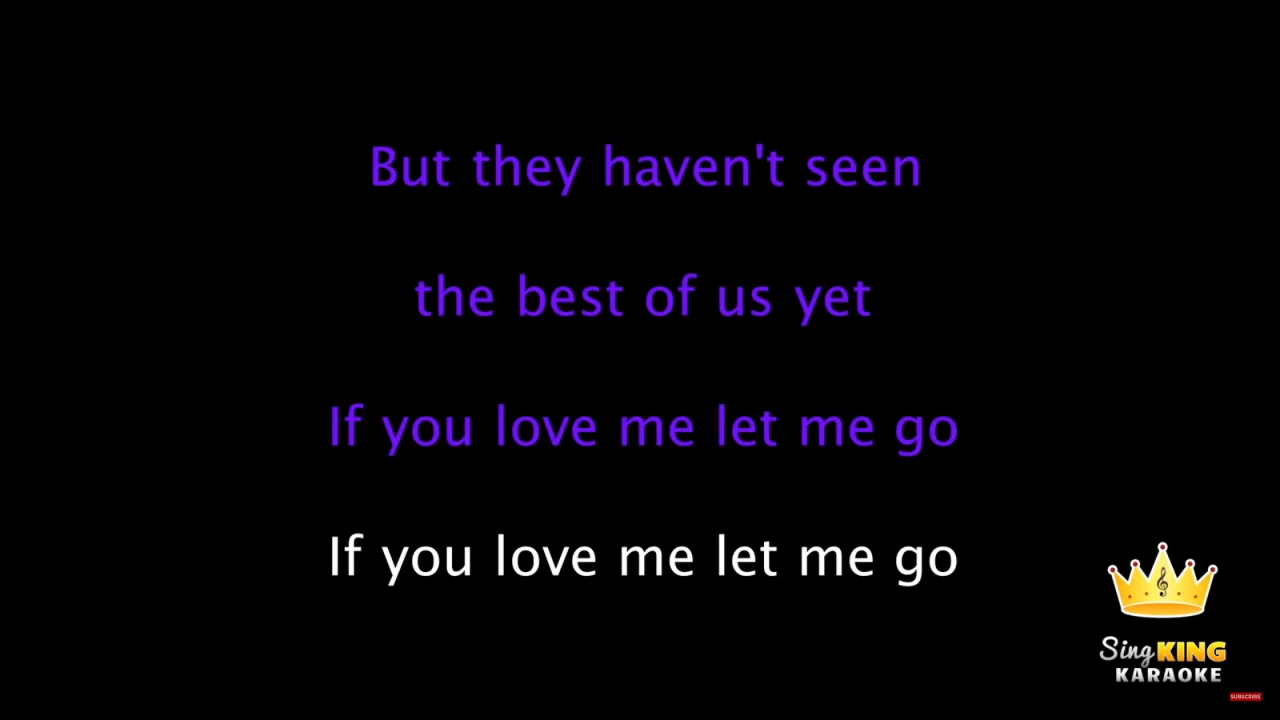 But they haven't seen
the best of us yet
If you love me let me go
If you love me let me go
Sing KING
KARAOKE
SUBSCRIBE